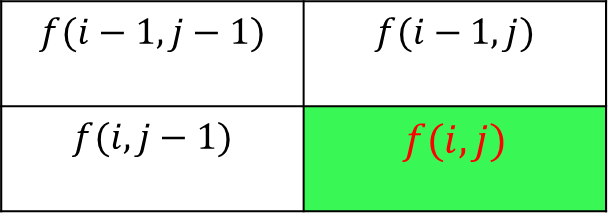 f(i − 1, j − 1) f(i − 1, j)
f(i, j − 1) f(i, j)